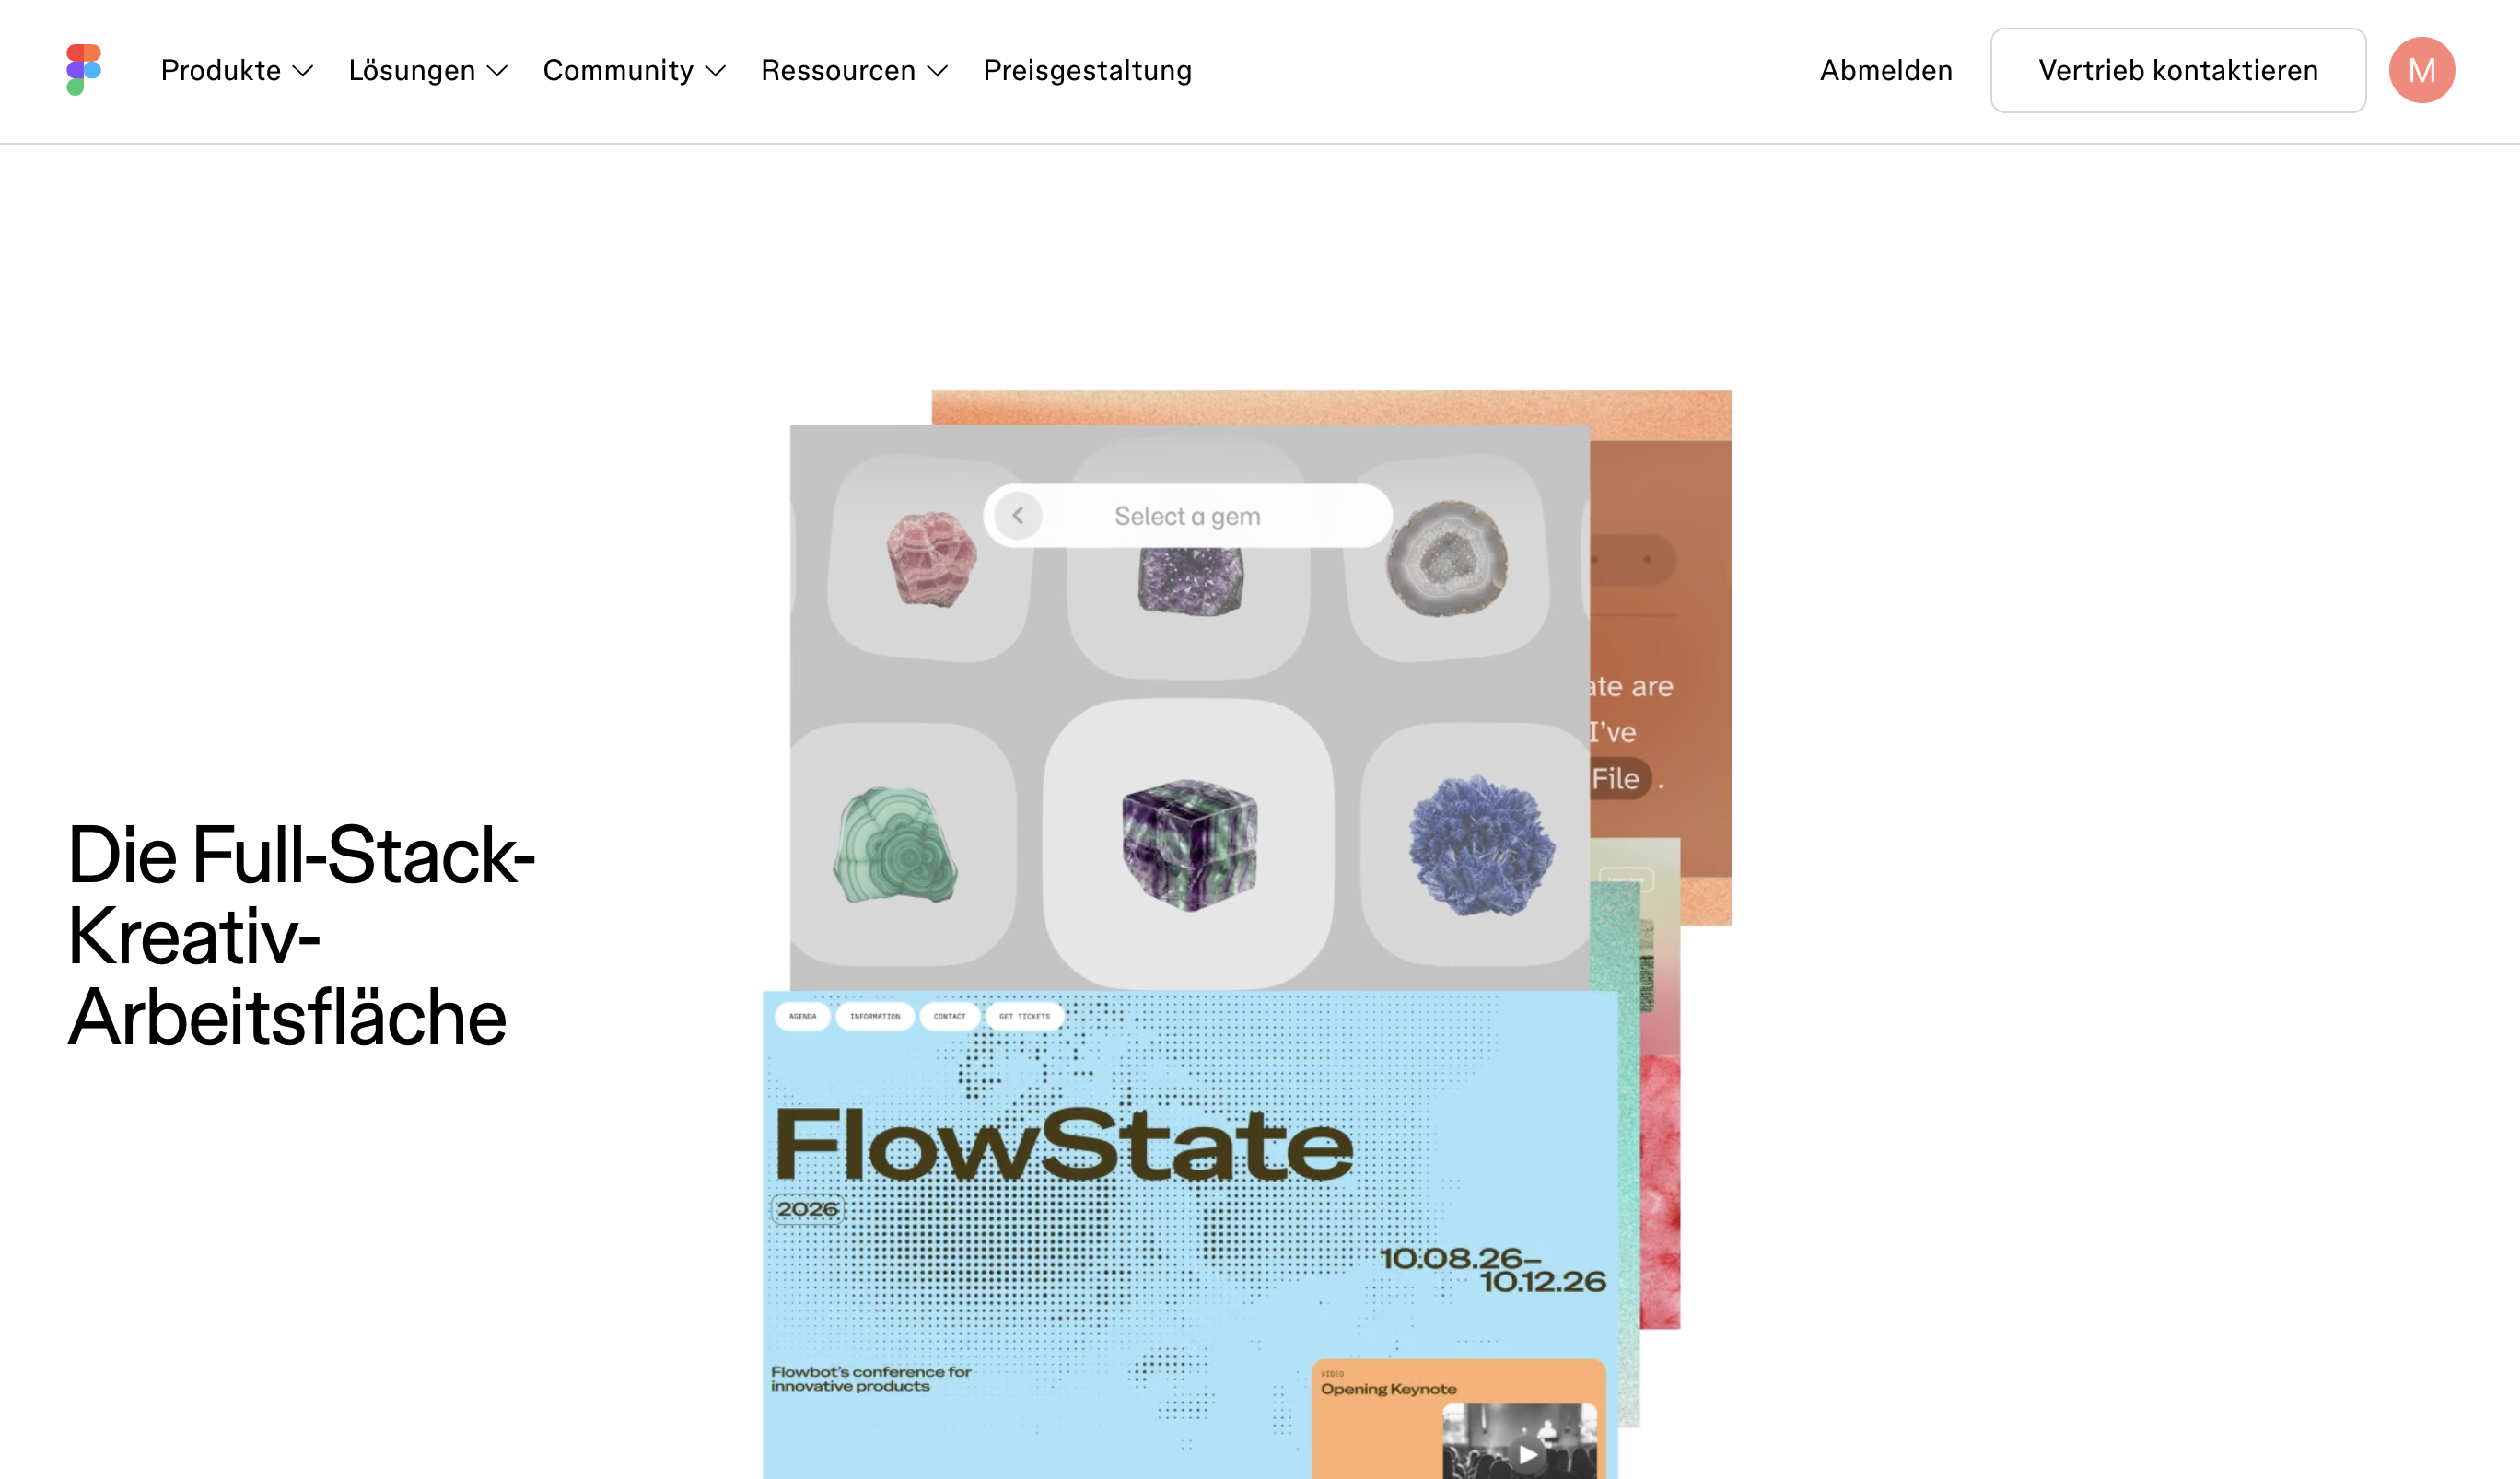 Produkte Lösungen Community Ressourcen Preisgestaltung Abmelden Vertrieb kontaktieren M
Select a gem
ate are
I've
File .
Die Full-Stack-
Kreativ-
Arbeitsfläche
AGENDA INFORMATION CONTACT GET TICKETS
FlowState
2026
10.08.26–
10.12.26
Flowbot's conference for
innovative products
VIDEO
Opening Keynote